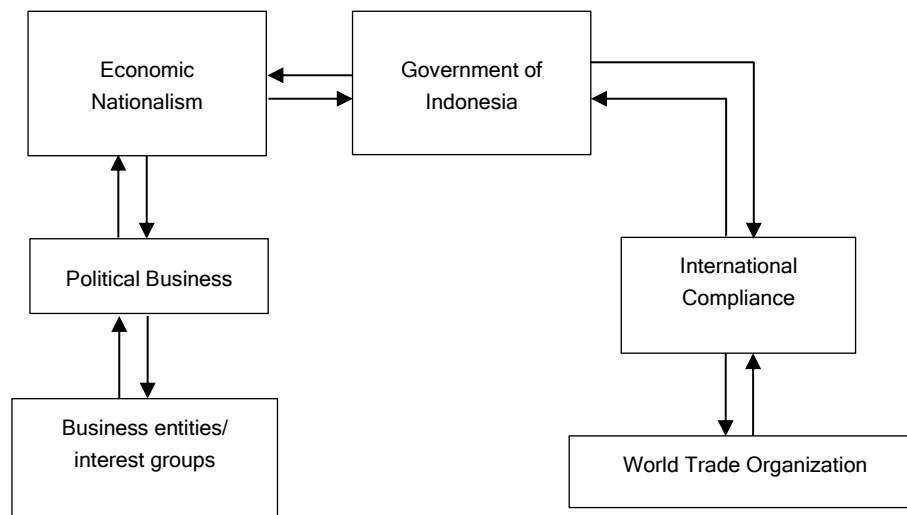 Economic
Nationalism
Government of
Indonesia
Political Business
International
Compliance
Business entities/
interest groups
World Trade Organization